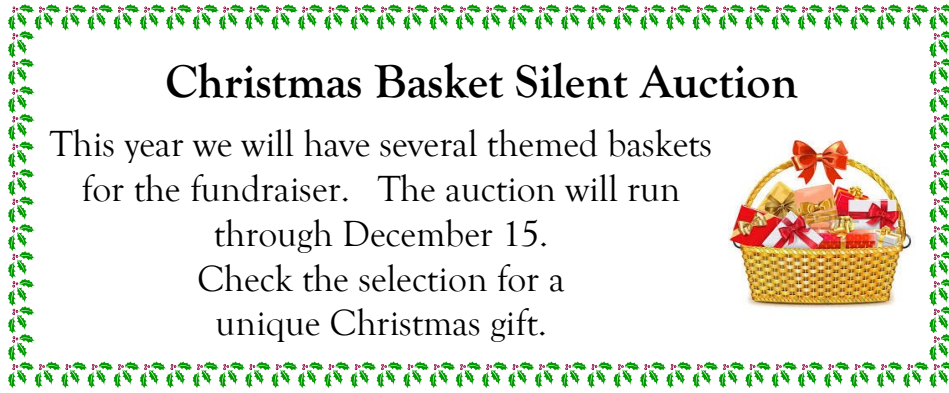 Christmas Basket Silent Auction
This year we will have several themed baskets
for the fundraiser.   The auction will run
through December 15.
Check the selection for a
unique Christmas gift.